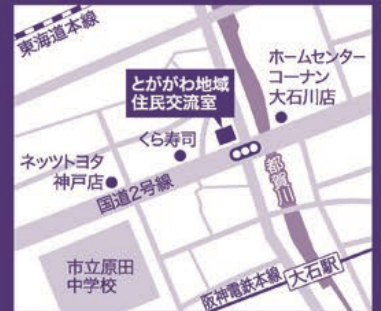 東海道本線
ホームセンター
コーナン
大石川店
とががわ地域
住民交流室
くら寿司
ネッツトヨタ
神戸店
国道2号線
都賀川
市立原田
中学校
阪神電鉄本線
大石駅